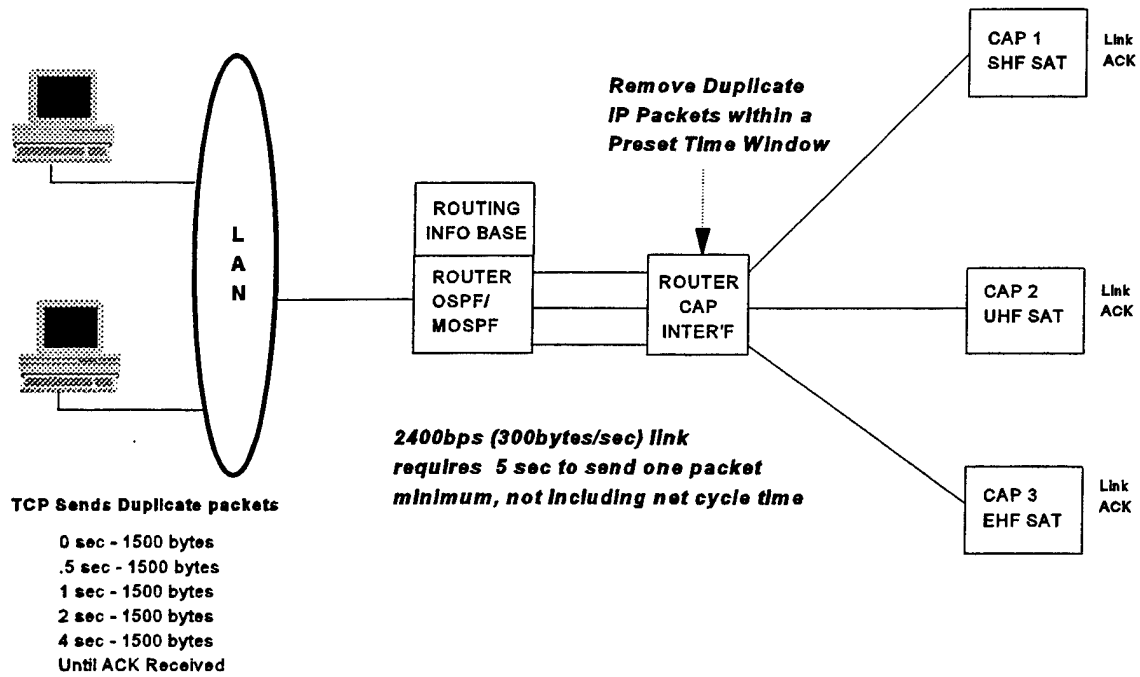 CAP 1
SHF SAT
Link
ACK
Remove Duplicate
IP Packets within a
Preset Time Window
ROUTING
INFO BASE
ROUTER
OSPF/
MOSPF
L
A
N
ROUTER
CAP
INTER'F
CAP 2
UHF SAT
Link
ACK
2400bps (300bytes/sec) link
requires 5 sec to send one packet
minimum, not including net cycle time
CAP 3
EHF SAT
Link
ACK
TCP Sends Duplicate packets
0 sec - 1500 bytes
.5 sec - 1500 bytes
1 sec - 1500 bytes
2 sec - 1500 bytes
4 sec - 1500 bytes
Until ACK Received